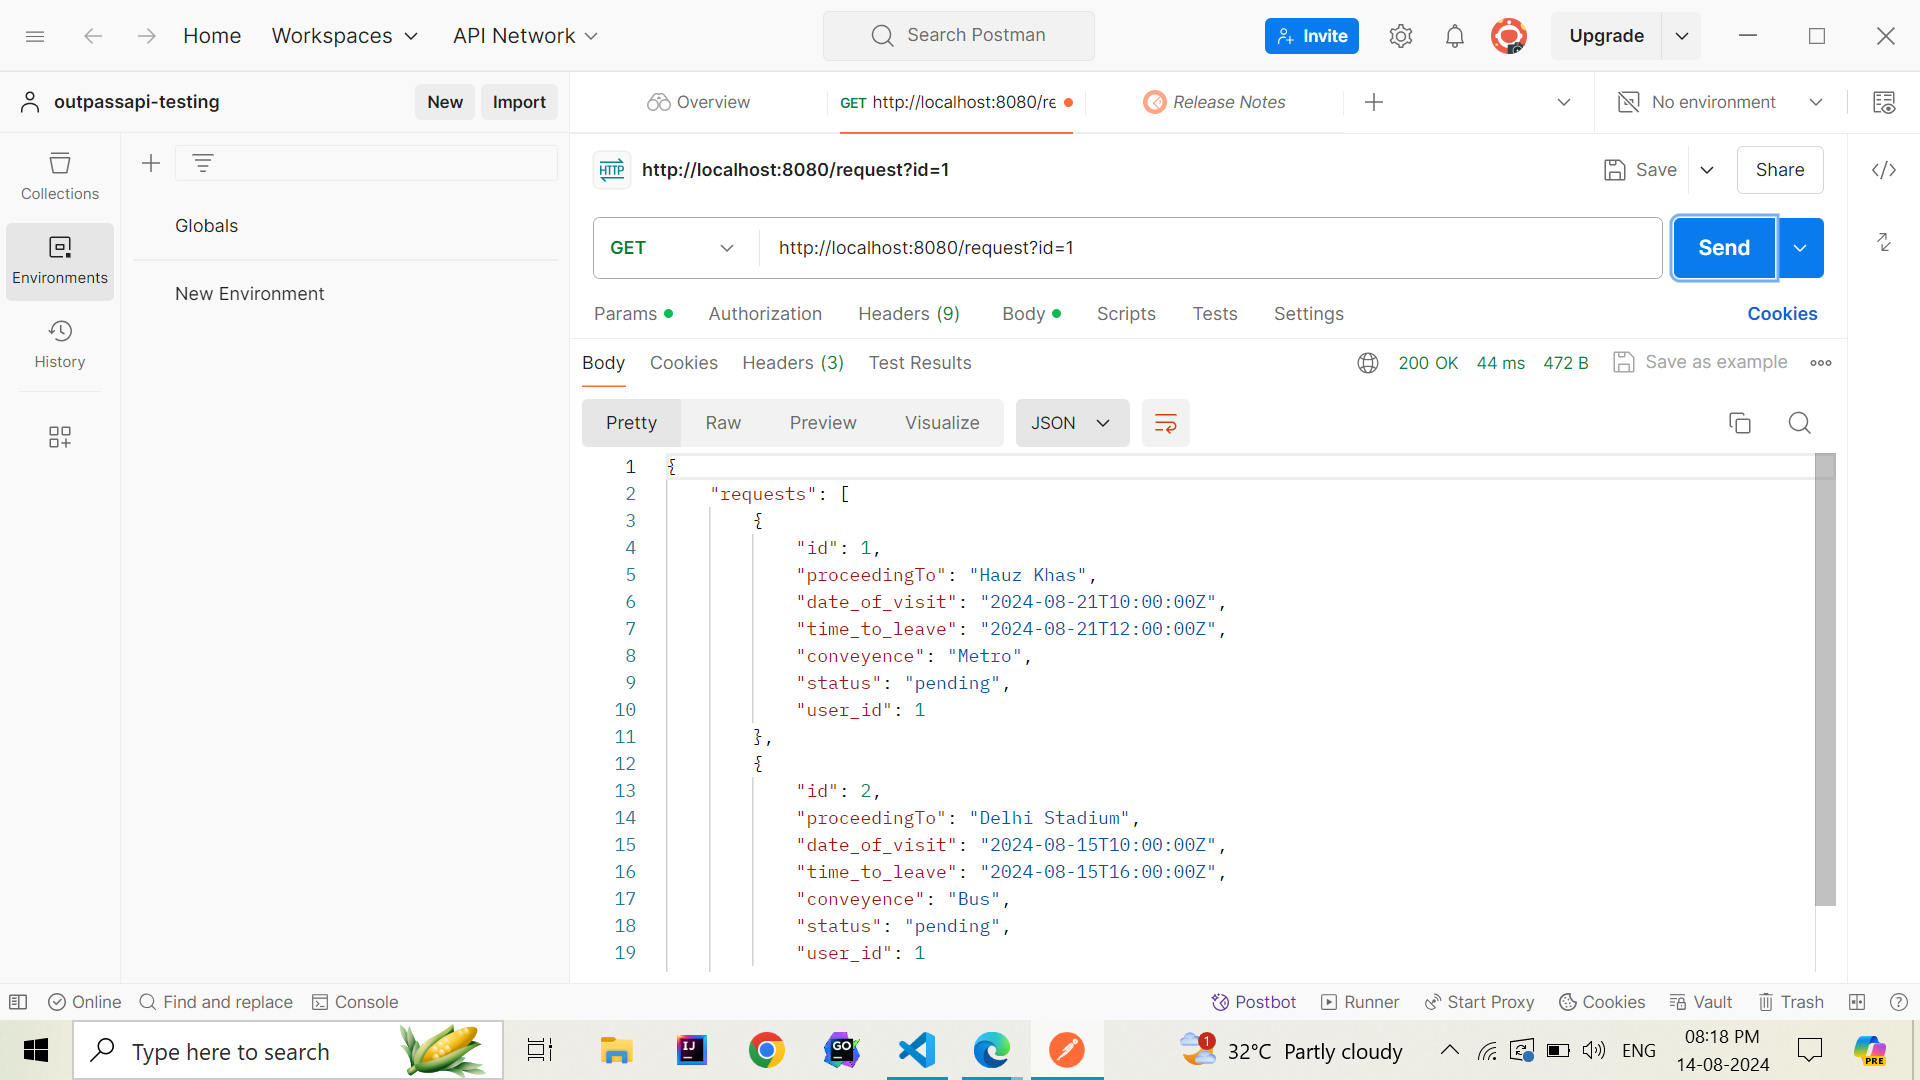 Home Workspaces API Network Search Postman Invite Upgrade
outpassapi-testing New Import Overview GET http://localhost:8080/re Release Notes No environment
Collections
Environments
History
Globals
New Environment
HTTP http://localhost:8080/request?id=1 Save Share
GET http://localhost:8080/request?id=1 Send
Params Authorization Headers (9) Body Scripts Tests Settings Cookies
Body Cookies Headers (3) Test Results 200 OK 44 ms 472 B Save as example
Pretty Raw Preview Visualize JSON
1 {
2 "requests": [
3 {
4 "id": 1,
5 "proceedingTo": "Hauz Khas",
6 "date_of_visit": "2024-08-21T10:00:00Z",
7 "time_to_leave": "2024-08-21T12:00:00Z",
8 "conveyence": "Metro",
9 "status": "pending",
10 "user_id": 1
11 },
12 {
13 "id": 2,
14 "proceedingTo": "Delhi Stadium",
15 "date_of_visit": "2024-08-15T10:00:00Z",
16 "time_to_leave": "2024-08-15T16:00:00Z",
17 "conveyence": "Bus",
18 "status": "pending",
19 "user_id": 1
Online Find and replace Console Postbot Runner Start Proxy Cookies Vault Trash
Type here to search IJ GO 1 32°C Partly cloudy ENG 08:18 PM PRE
14-08-2024